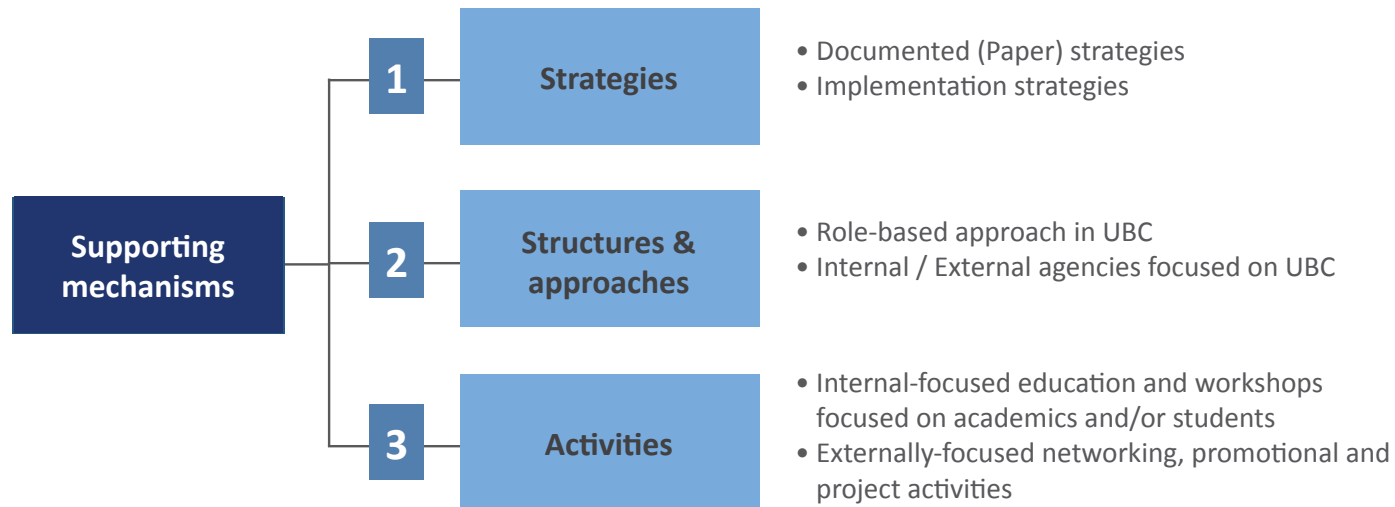 Supporting
mechanisms
1
Strategies
• Documented (Paper) strategies
• Implementation strategies
2
Structures &
approaches
• Role-based approach in UBC
• Internal / External agencies focused on UBC
3
Activities
• Internal-focused education and workshops
focused on academics and/or students
• Externally-focused networking, promotional and
project activities